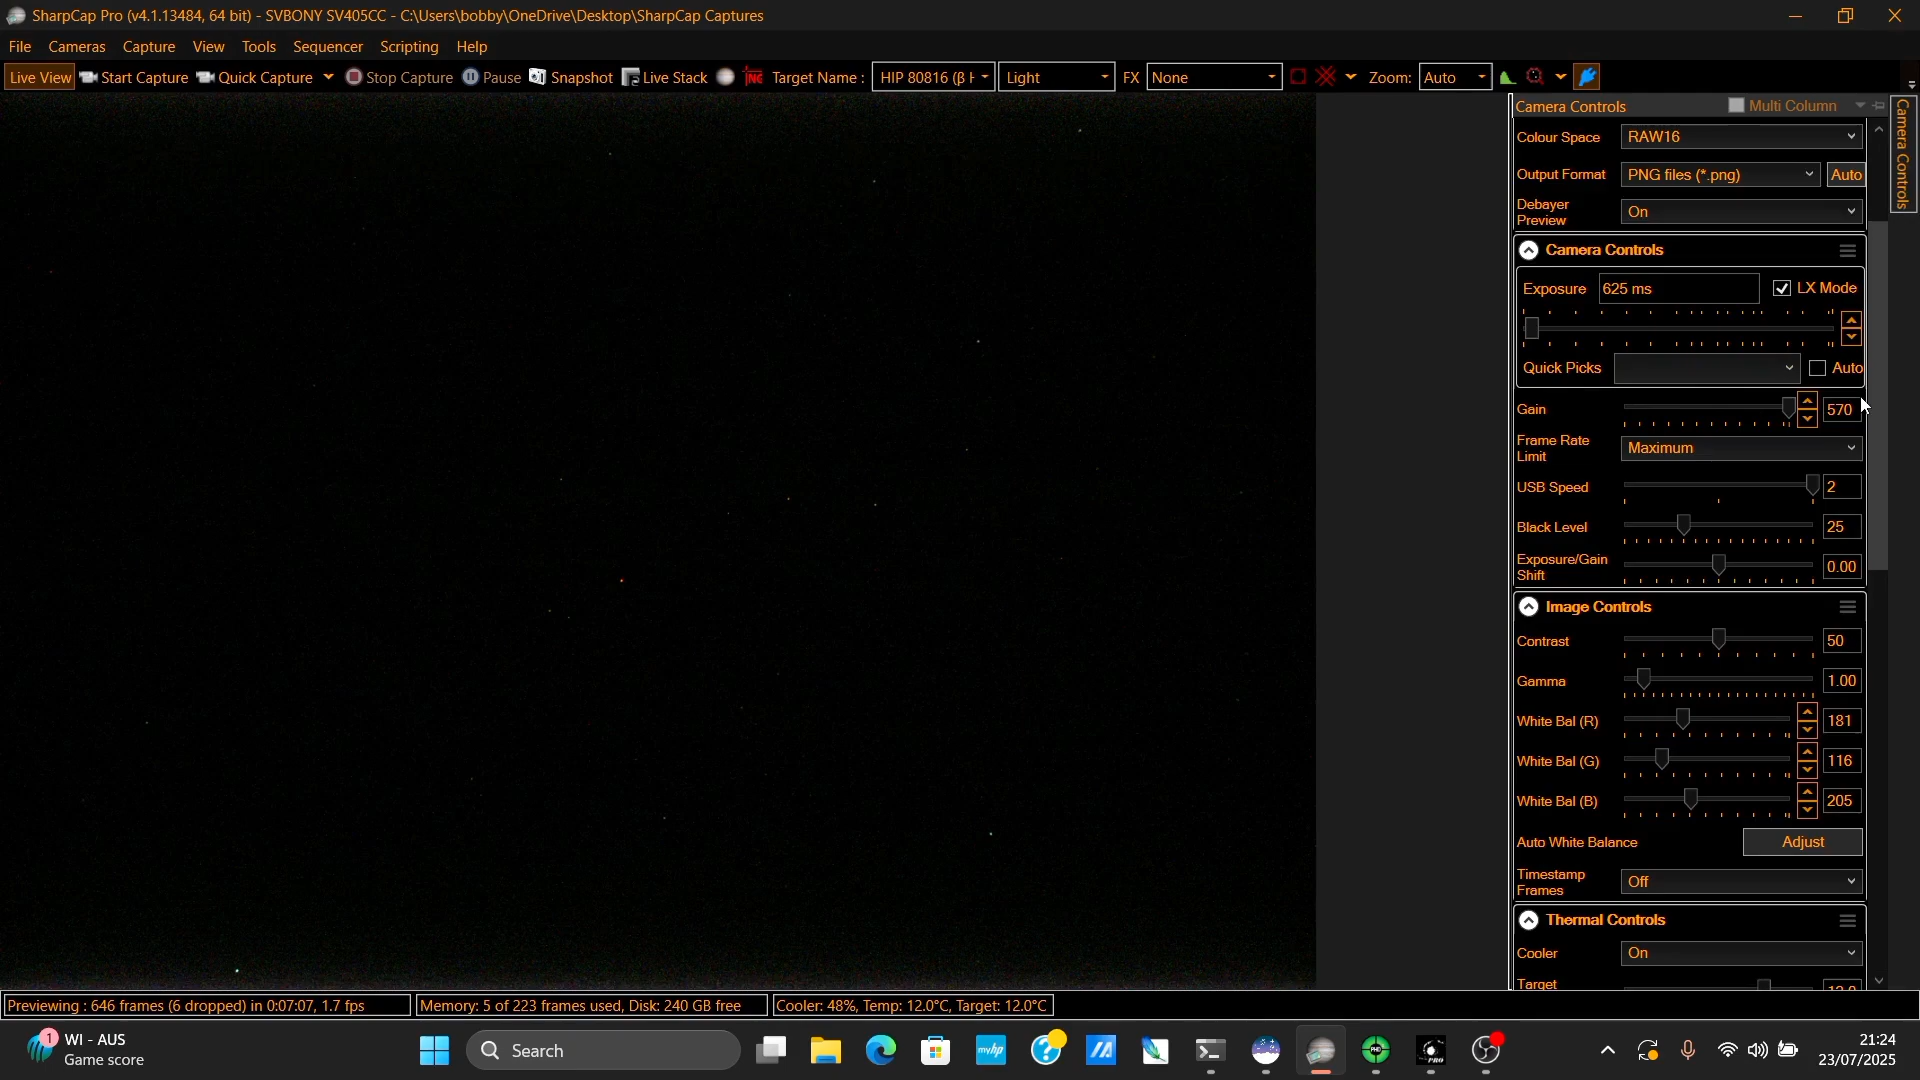 SharpCap Pro (v4.1.13484, 64 bit) - SVBONY SV405CC - C:\Users\bobby\OneDrive\Desktop\SharpCap Captures
File Cameras Capture View Tools Sequencer Scripting Help
Live View Start Capture Quick Capture Stop Capture Pause Snapshot Live Stack Target Name : HIP 80816 (β Light FX None Zoom: Auto
Camera Controls Multi Column
Camera Controls
Colour Space RAW16
Output Format PNG files (*.png) Auto
Debayer Preview On
Camera Controls
Exposure 625 ms LX Mode
Quick Picks Auto
Gain 570
Frame Rate Limit Maximum
USB Speed 2
Black Level 25
Exposure/Gain Shift 0.00
Image Controls
Contrast 50
Gamma 1.00
White Bal (R) 181
White Bal (G) 116
White Bal (B) 205
Auto White Balance Adjust
Timestamp Frames Off
Thermal Controls
Cooler On
Target
Previewing : 646 frames (6 dropped) in 0:07:07, 1.7 fps Memory: 5 of 223 frames used, Disk: 240 GB free Cooler: 48%, Temp: 12.0°C, Target: 12.0°C
1 WI - AUS
Game score
Search
myhp
PHD
PRO
21:24
23/07/2025